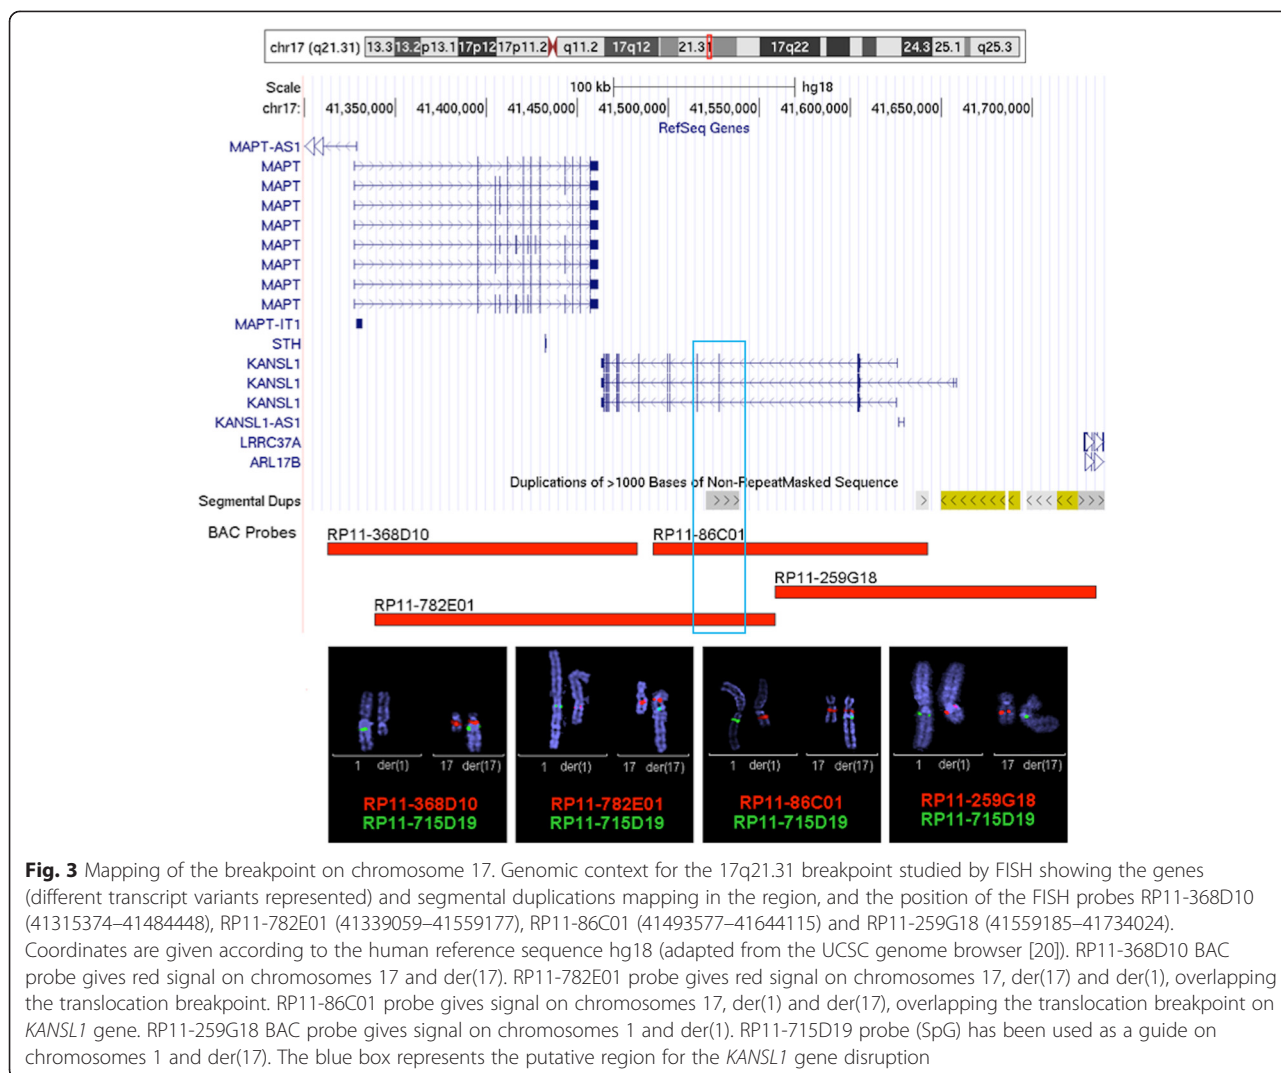 chr17 (q21.31) 13.3 13.2 p13.1 17p12 17p11.2 q11.2 17q12 21.31 17q22 24.3 25.1 q25.3
Scale 100 kb hg18
chr17: 41,350,000 41,400,000 41,450,000 41,500,000 41,550,000 41,600,000 41,650,000 41,700,000
RefSeq Genes
MAPT-AS1
MAPT
MAPT
MAPT
MAPT
MAPT
MAPT
MAPT
MAPT
MAPT-IT1
STH
KANSL1
KANSL1
KANSL1
KANSL1-AS1
LRRC37A
ARL17B
Duplications of >1000 Bases of Non-RepeatMasked Sequence
Segmental Dups
BAC Probes
RP11-368D10 RP11-86C01
RP11-259G18
RP11-782E01
1 der(1) 17 der(17) 1 der(1) 17 der(17) 1 der(1) 17 der(17) 1 der(1) 17 der(17)
RP11-368D10 RP11-782E01 RP11-86C01 RP11-259G18
RP11-715D19 RP11-715D19 RP11-715D19 RP11-715D19
Fig. 3 Mapping of the breakpoint on chromosome 17. Genomic context for the 17q21.31 breakpoint studied by FISH showing the genes
(different transcript variants represented) and segmental duplications mapping in the region, and the position of the FISH probes RP11-368D10
(41315374–41484448), RP11-782E01 (41339059–41559177), RP11-86C01 (41493577–41644115) and RP11-259G18 (41559185–41734024).
Coordinates are given according to the human reference sequence hg18 (adapted from the UCSC genome browser [20]). RP11-368D10 BAC
probe gives red signal on chromosomes 17 and der(17). RP11-782E01 probe gives red signal on chromosomes 17, der(17) and der(1), overlapping
the translocation breakpoint. RP11-86C01 probe gives signal on chromosomes 17, der(1) and der(17), overlapping the translocation breakpoint on
KANSL1 gene. RP11-259G18 BAC probe gives signal on chromosomes 1 and der(1). RP11-715D19 probe (SpG) has been used as a guide on
chromosomes 1 and der(17). The blue box represents the putative region for the KANSL1 gene disruption